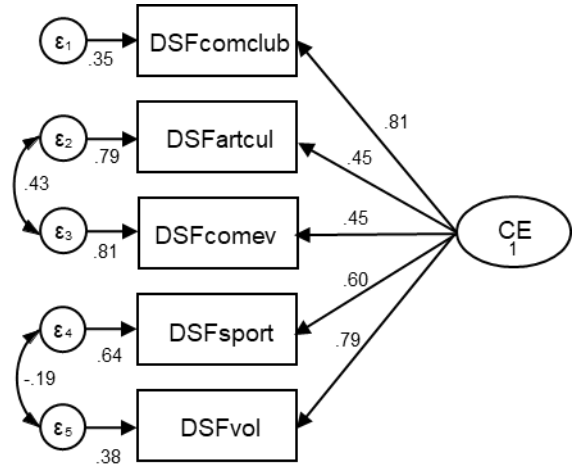 ε₁
.35
DSFcomclub
.81
ε₂
.79
DSFartcul
.45
.43
ε₃
.81
DSFcomev
.45
CE
1
ε₄
.64
DSFsport
.60
-.19
ε₅
.38
DSFvol
.79